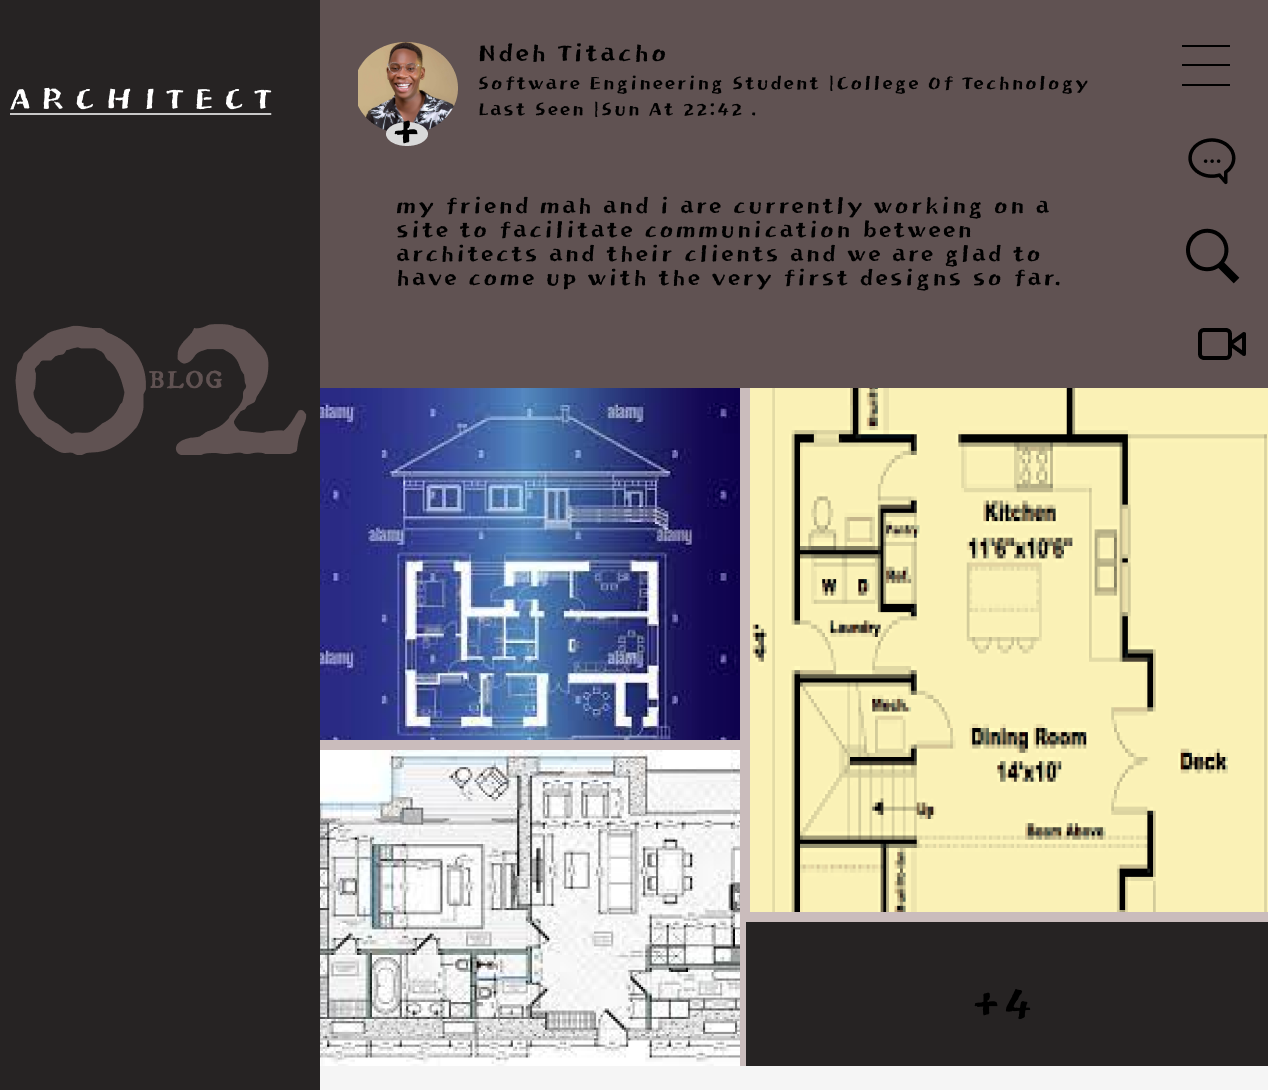 ARCHITECT
02
BLOG
Ndeh Titacho
Software Engineering Student |College Of Technology
Last Seen |Sun At 22:42 .
my friend mah and i are currently working on a
site to facilitate communication between
architects and their clients and we are glad to
have come up with the very first designs so far.
alamy
alamy
alamy
alamy
alamy
alamy
Kitchen
11'6"x10'6"
Pantry
Ref.
W D
Laundry
Mech.
Dining Room
14'x10'
Deck
Up
Beam Above
+4